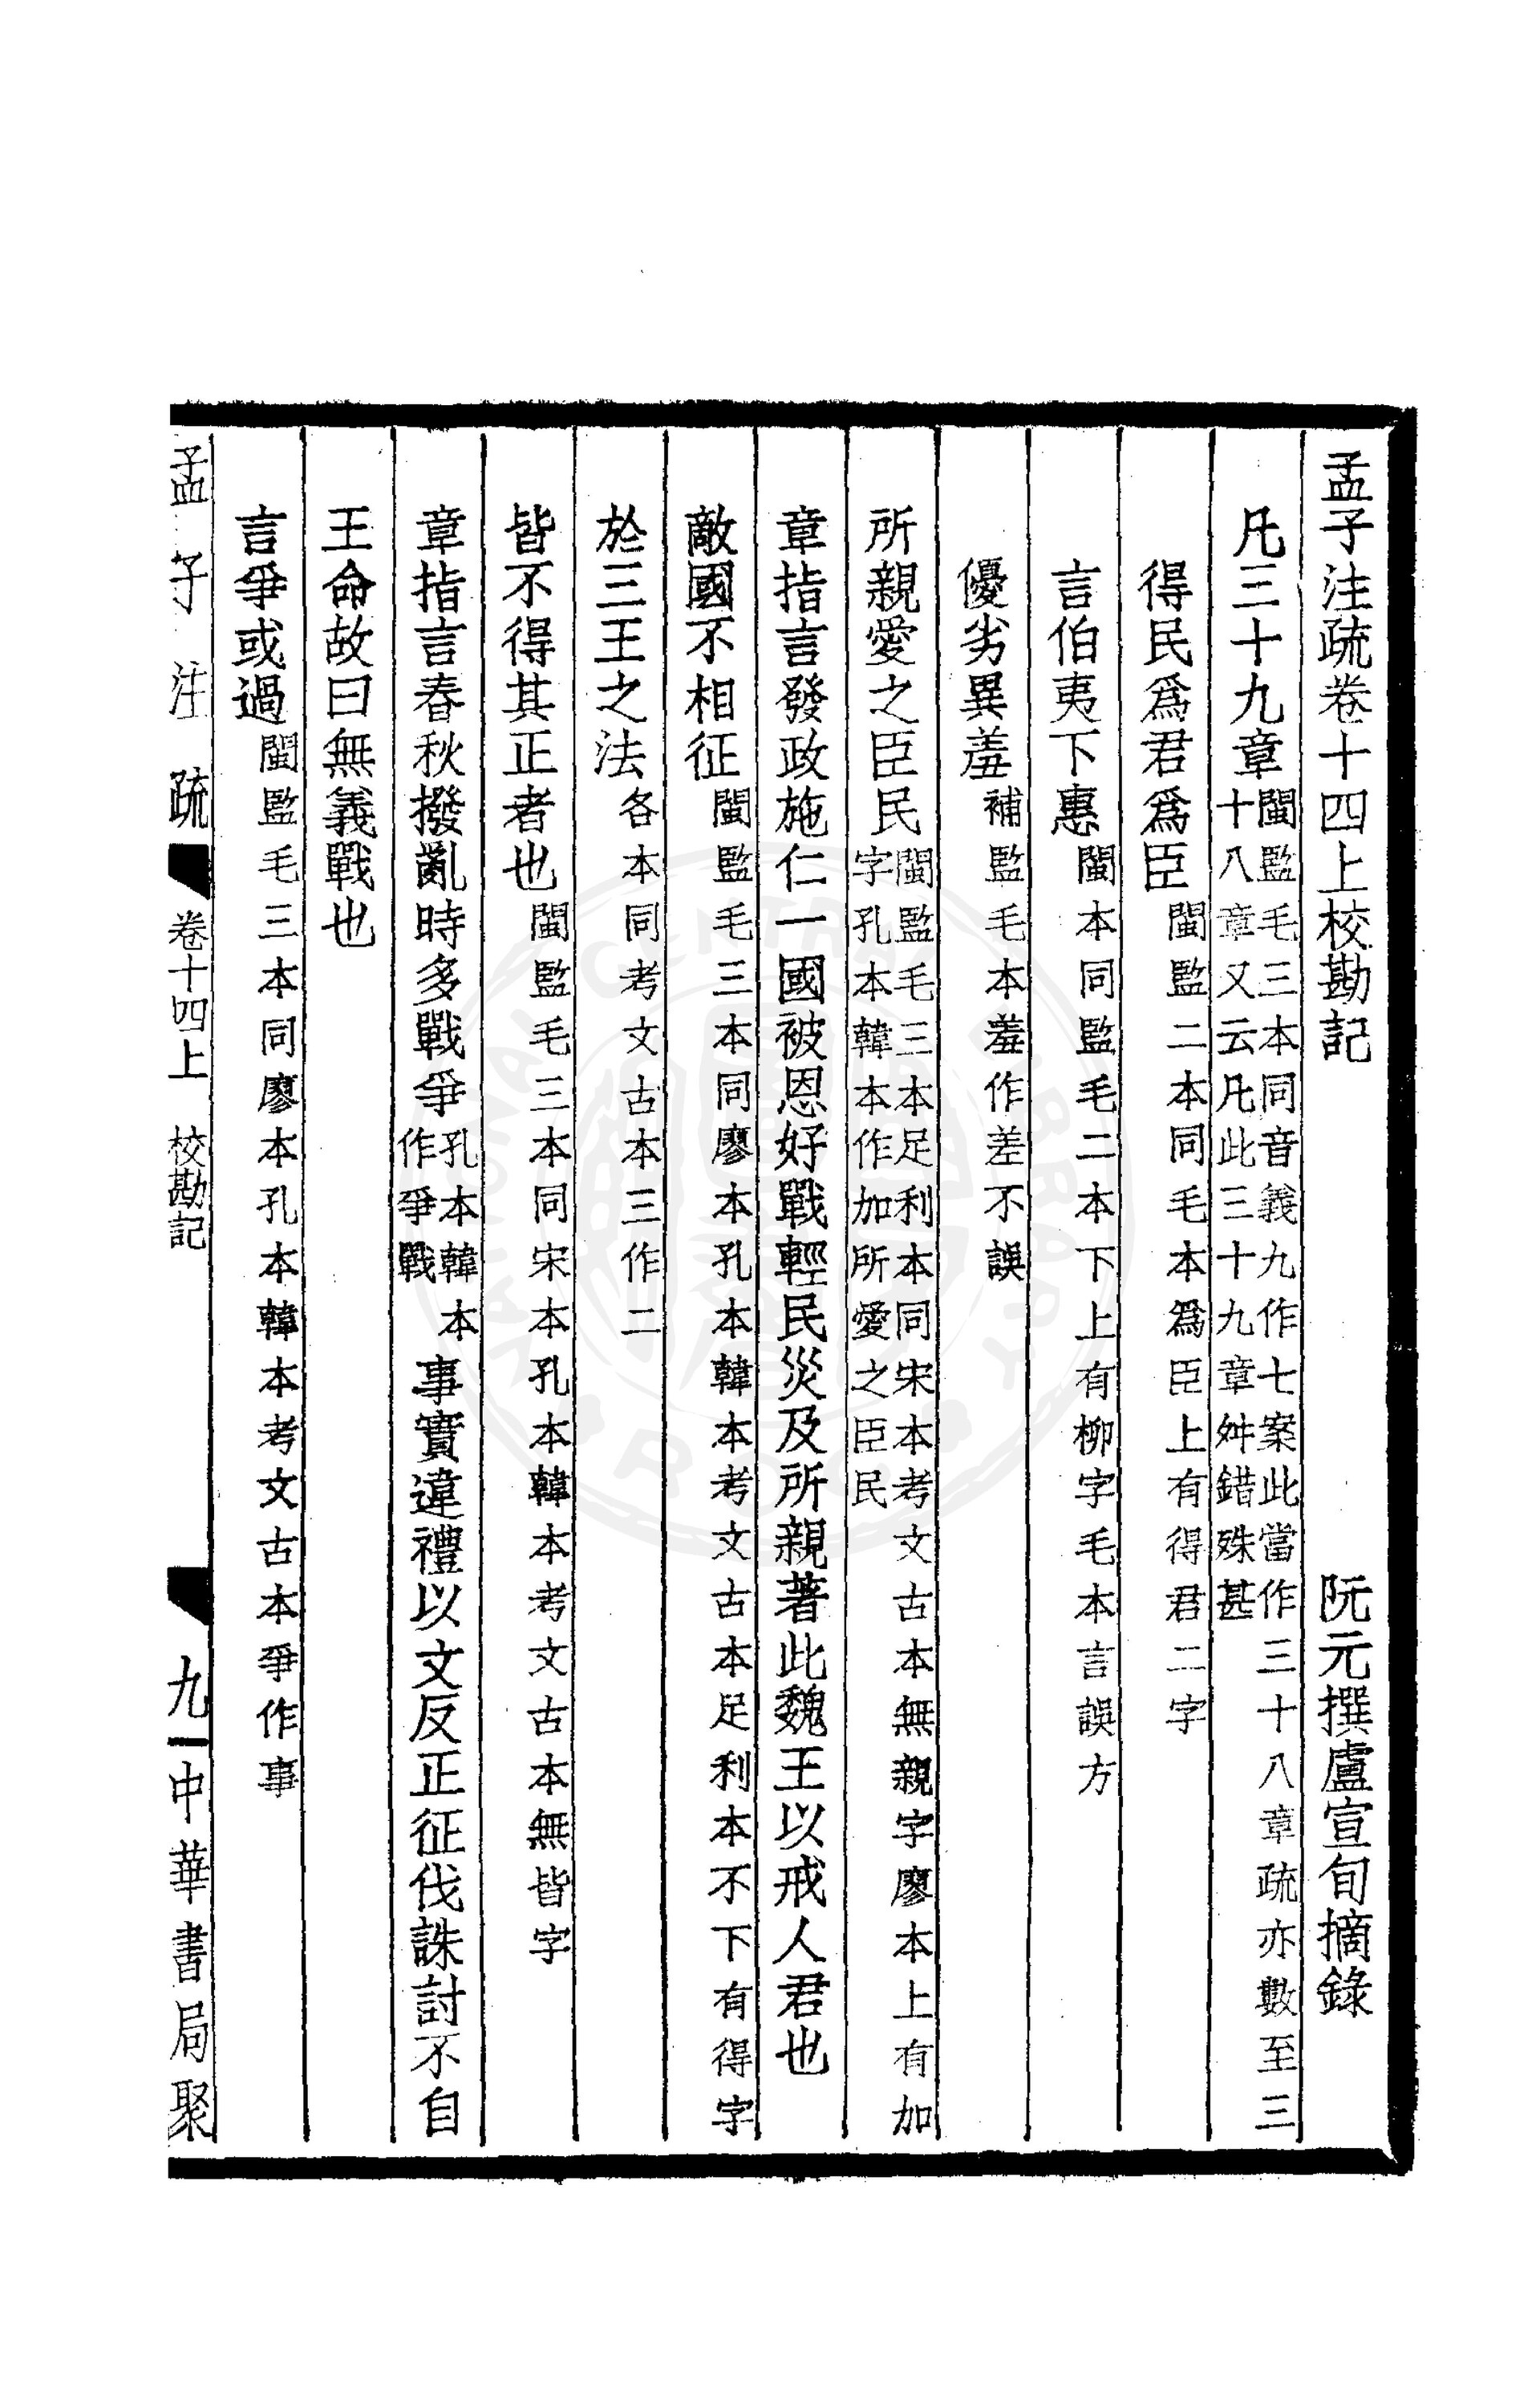 孟子注疏卷十四上校勘記 阮元撰盧宣旬摘錄
凡三十九章閩監毛三本同音義九作七案此當作三十八章疏亦數至三十八章又云凡此三十九章舛錯殊甚
得民爲君爲臣閩監二本同毛本爲臣上有得君二字
言伯夷下惠閩本同監毛二本下上有柳字毛本言誤方
優劣異羞補監毛本羞作差不誤
所親愛之臣民閩監毛三本足利本同宋本考文古本無親字廖本上有加字孔本韓本作加所愛之臣民
章指言發政施仁一國被恩好戰輕民災及所親著此魏王以戒人君也
敵國不相征閩監毛三本同廖本孔本韓本考文古本足利本不下有得字
於三王之法各本同考文古本三作二
皆不得其正者也閩監毛三本同宋本孔本韓本考文古本無皆字
章指言春秋撥亂時多戰爭孔本韓本作爭戰事實違禮以文反正征伐誅討不自
王命故曰無義戰也
言爭或過閩監毛三本同廖本孔本韓本考文古本爭作事
孟子注疏 卷十四上 校勘記 九 中華書局聚
NATIONAL CENTRAL LIBRARY R.O.C.